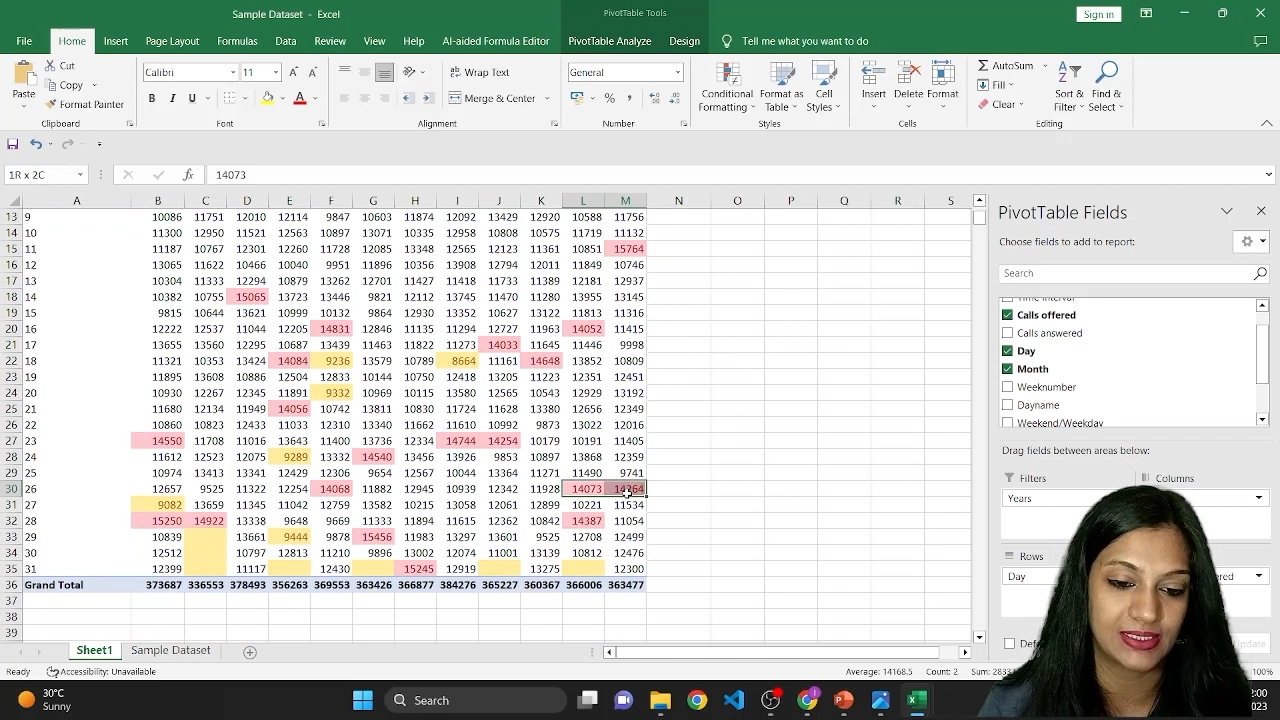 Sample Dataset - Excel
PivotTable Tools
Sign in
File Home Insert Page Layout Formulas Data Review View Help AI-aided Formula Editor PivotTable Analyze Design Tell me what you want to do
Paste
Cut
Copy
Format Painter
Clipboard
Calibri 11
B I U
Font
Wrap Text
Merge & Center
Alignment
General
Number
Conditional Formatting
Format as Table
Cell Styles
Styles
Insert Delete Format
Cells
AutoSum
Fill
Clear
Sort & Filter
Find & Select
Editing
1R x 2C fx 14073
A B C D E F G H I J K L M N O P Q R S
13 9 10086 11751 12010 12114 9847 10603 11874 12092 13429 12920 10588 11756
14 10 11300 12950 11521 12563 10897 13071 10335 12958 10808 10575 11719 11132
15 11 11187 10767 12301 12260 11728 12085 13348 12565 12123 11361 10851 15764
16 12 13065 11622 10466 10040 9951 11896 10356 13908 12794 12011 11849 10746
17 13 10304 11333 12294 10879 13262 12701 11427 11418 11733 11389 12181 12937
18 14 10382 10755 15065 13723 13446 9821 12112 13745 11470 11280 13955 13145
19 15 9815 10644 13621 10999 10132 9864 12930 13352 10627 13122 11813 11316
20 16 12222 12537 11044 12205 14831 12846 11135 11294 12727 11963 14052 11415
21 17 13655 13560 12295 10687 13439 11463 11822 11273 14033 11645 11446 9998
22 18 11321 10353 13424 14084 9236 13579 10789 8664 11161 14648 13852 10809
23 19 11895 13608 10886 12504 12833 10144 10750 12418 13205 11223 12351 12451
24 20 10930 12267 12345 11891 9332 10969 10115 13580 12565 10543 12929 13192
25 21 11680 12134 11949 14056 10742 13811 10830 11724 11628 13380 12656 12349
26 22 10860 10823 12433 11013 12310 13340 11662 11610 10992 9873 13022 12016
27 23 14550 11708 11016 13643 11400 13736 12334 14744 14254 10179 10191 11405
28 24 11612 12523 12075 9289 13332 14540 13456 13926 9853 10897 13868 12359
29 25 10974 13413 13341 12429 12306 9654 12567 10044 13364 11271 11490 9741
30 26 12657 9525 11322 12254 14068 11882 12945 10939 12342 11928 14073 14264
31 27 9082 13659 11345 11042 12759 13582 10215 13058 12061 12899 10221 11534
32 28 15250 14922 13338 9648 9669 11333 11894 11615 12362 10842 14387 11054
33 29 10839 13661 9444 9878 15456 11983 13297 13601 9525 12708 12499
34 30 12512 10797 12813 11210 9896 13002 12074 11001 13139 10812 12476
35 31 12399 11117 12430 15245 12919 13275 12300
36 Grand Total 373687 336553 378493 356263 369553 363426 366877 384276 365227 360367 366006 363477
37
38
39
PivotTable Fields
Choose fields to add to report:
Search
Calls offered
Calls answered
Day
Month
Weeknumber
Dayname
Weekend/Weekday
Drag fields between areas below:
Filters Columns
Years
Rows
Day
Sheet1 Sample Dataset
Ready Accessibility: Unavailable Average: 14168.5 Count: 2 100%
30°C
Sunny
Search